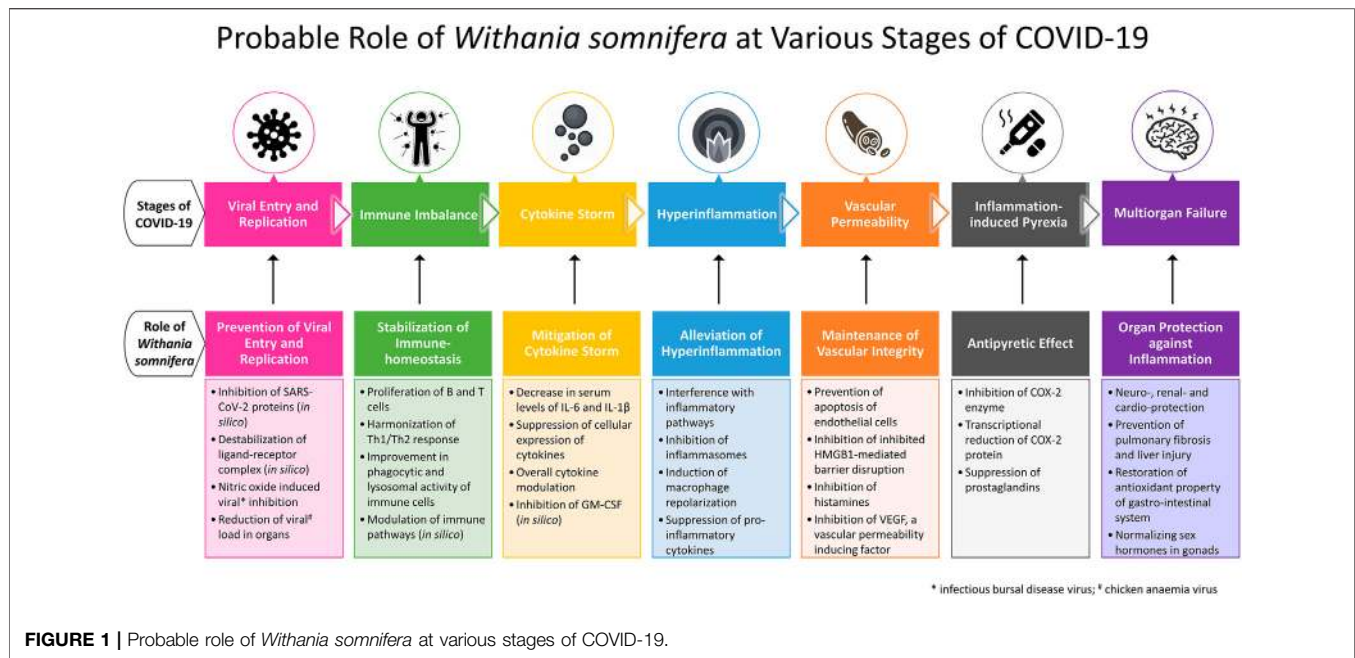 Probable Role of Withania somnifera at Various Stages of COVID-19
Stages of
COVID-19
Viral Entry and
Replication
Immune Imbalance
Cytokine Storm
Hyperinflammation
Vascular
Permeability
Inflammation-
induced Pyrexia
Multiorgan Failure
Role of
Withania
somnifera
Prevention of Viral
Entry and
Replication
• Inhibition of SARS-
CoV-2 proteins (in
silico)
• Destabilization of
ligand-receptor
complex (in silico)
• Nitric oxide induced
viral* inhibition
• Reduction of viral#
load in organs
Stabilization of
Immune-
homeostasis
• Proliferation of B and T
cells
• Harmonization of
Th1/Th2 response
• Improvement in
phagocytic and
lysosomal activity of
immune cells
• Modulation of immune
pathways (in silico)
Mitigation of
Cytokine Storm
• Decrease in serum
levels of IL-6 and IL-1β
• Suppression of cellular
expression of
cytokines
• Overall cytokine
modulation
• Inhibition of GM-CSF
(in silico)
Alleviation of
Hyperinflammation
• Interference with
inflammatory
pathways
• Inhibition of
inflammasomes
• Induction of
macrophage
repolarization
• Suppression of pro-
inflammatory
cytokines
Maintenance of
Vascular Integrity
• Prevention of
apoptosis of
endothelial cells
• Inhibition of inhibited
HMGB1-mediated
barrier disruption
• Inhibition of
histamines
• Inhibition of VEGF, a
vascular permeability
inducing factor
Antipyretic Effect
• Inhibition of COX-2
enzyme
• Transcriptional
reduction of COX-2
protein
• Suppression of
prostaglandins
Organ Protection
against
Inflammation
• Neuro-, renal- and
cardio-protection
• Prevention of
pulmonary fibrosis
and liver injury
• Restoration of
antioxidant property
of gastro-intestinal
system
• Normalizing sex
hormones in gonads
* infectious bursal disease virus; # chicken anaemia virus
FIGURE 1 | Probable role of Withania somnifera at various stages of COVID-19.